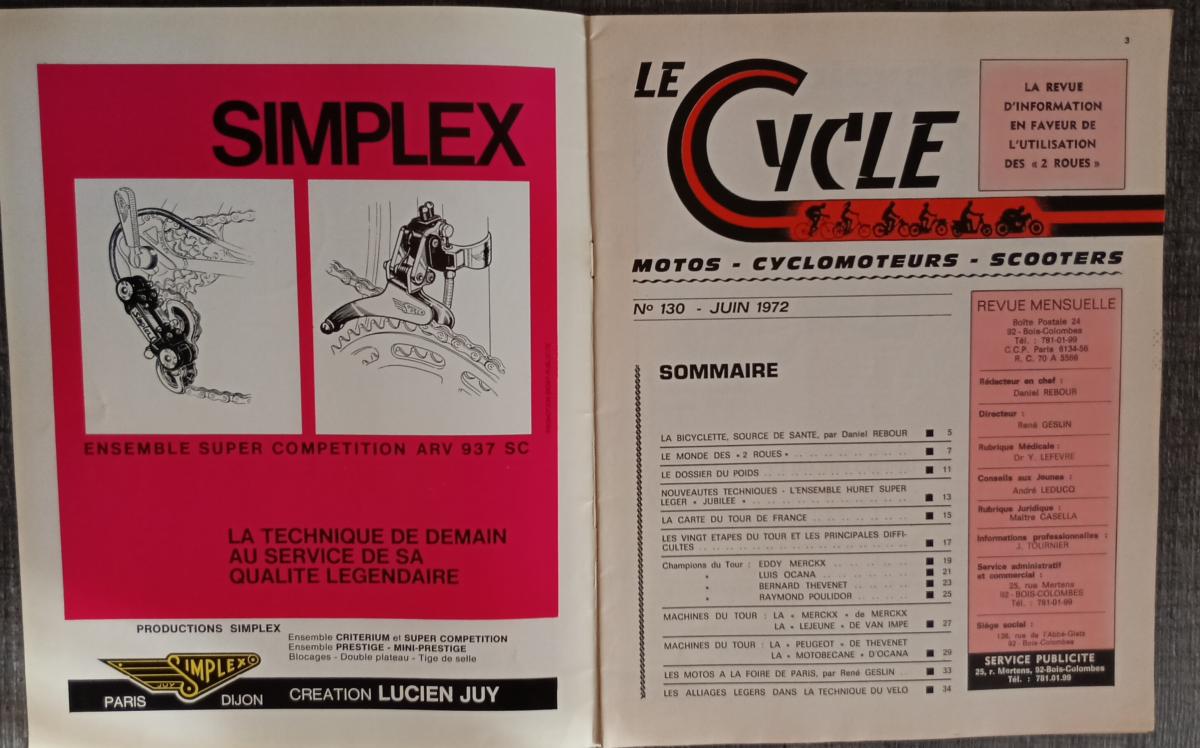 SIMPLEX
ENSEMBLE SUPER COMPETITION ARV 937 SC
LA TECHNIQUE DE DEMAIN
AU SERVICE DE SA
QUALITE LEGENDAIRE
PRODUCTIONS SIMPLEX
Ensemble CRITERIUM et SUPER COMPETITION
Ensemble PRESTIGE - MINI-PRESTIGE
Blocages - Double plateau - Tige de selle
SIMPLEX
JUY
PARIS DIJON CREATION LUCIEN JUY
3
LE CYCLE
LA REVUE
D'INFORMATION
EN FAVEUR DE
L'UTILISATION
DES « 2 ROUES »
MOTOS - CYCLOMOTEURS - SCOOTERS
No 130 - JUIN 1972
SOMMAIRE
LA BICYCLETTE, SOURCE DE SANTE, par Daniel REBOUR ■ 5
LE MONDE DES « 2 ROUES » ■ 7
LE DOSSIER DU POIDS ■ 11
NOUVEAUTES TECHNIQUES - L'ENSEMBLE HURET SUPER
LEGER « JUBILEE » ■ 13
LA CARTE DU TOUR DE FRANCE ■ 15
LES VINGT ETAPES DU TOUR ET LES PRINCIPALES DIFFI-
CULTES ■ 17
Champions du Tour : EDDY MERCKX ■ 19
" LUIS OCANA ■ 21
" BERNARD THEVENET ■ 23
" RAYMOND POULIDOR ■ 25
MACHINES DU TOUR : LA « MERCKX » de MERCKX
LA « LEJEUNE » DE VAN IMPE ■ 27
MACHINES DU TOUR : LA « PEUGEOT » DE THEVENET
LA « MOTOBECANE » D'OCANA ■ 29
LES MOTOS A LA FOIRE DE PARIS, par René GESLIN ■ 33
LES ALLIAGES LEGERS DANS LA TECHNIQUE DU VELO ■ 34
REVUE MENSUELLE
Boîte Postale 24
92 - Bois-Colombes
Tél. : 781-01-99
C.C.P. Paris 6134-56
R. C. 70 A 5566
Rédacteur en chef :
Daniel REBOUR
Directeur :
René GESLIN
Rubrique Médicale :
Dr Y. LEFEVRE
Conseils aux Jeunes :
André LEDUCQ
Rubrique Juridique :
Maître CASELLA
Informations professionnelles :
J. TOURNIER
Service administratif
et commercial :
25, rue Mertens
92 - BOIS-COLOMBES
Tél. : 781-01-99
Siège social :
136, rue de l'Abbé-Glatz
92 - Bois-Colombes
SERVICE PUBLICITE
25, r. Mertens, 92-Bois-Colombes
Tél. : 781.01.99